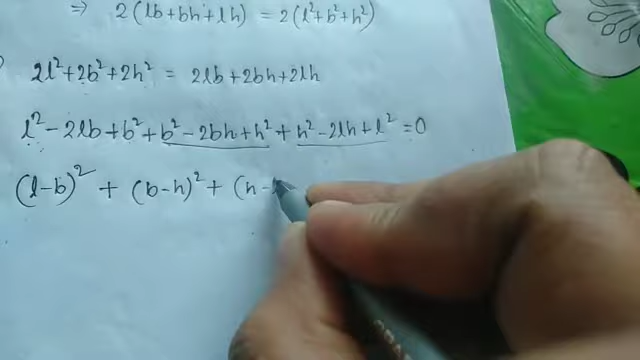 ⇒ 2(lb+bh+lh) = 2(l²+b²+h²)
2l²+2b²+2h² = 2lb+2bh+2lh
l²-2lb+b²+b²-2bh+h²+h²-2lh+l²=0
(l-b)² + (b-h)² + (h-